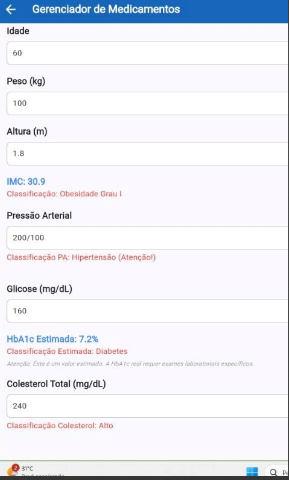 Gerenciador de Medicamentos
Idade
60
Peso (kg)
100
Altura (m)
1.8
IMC: 30.9
Classificação: Obesidade Grau I
Pressão Arterial
200/100
Classificação PA: Hipertensão (Atenção!)
Glicose (mg/dL)
160
HbA1c Estimada: 7.2%
Classificação Estimada: Diabetes
Atenção: Este é um valor estimado. A HbA1c real requer exames laboratoriais específicos.
Colesterol Total (mg/dL)
240
Classificação Colesterol: Alto
2
31°C